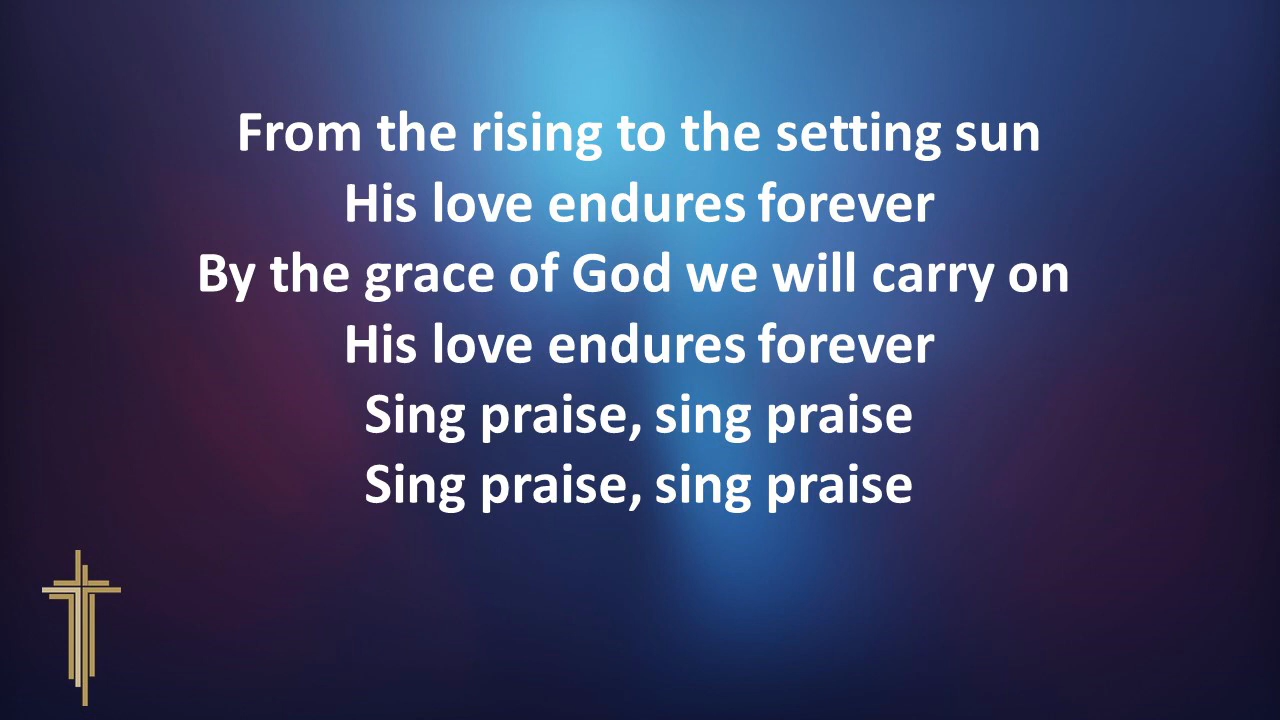 From the rising to the setting sun
His love endures forever
By the grace of God we will carry on
His love endures forever
Sing praise, sing praise
Sing praise, sing praise